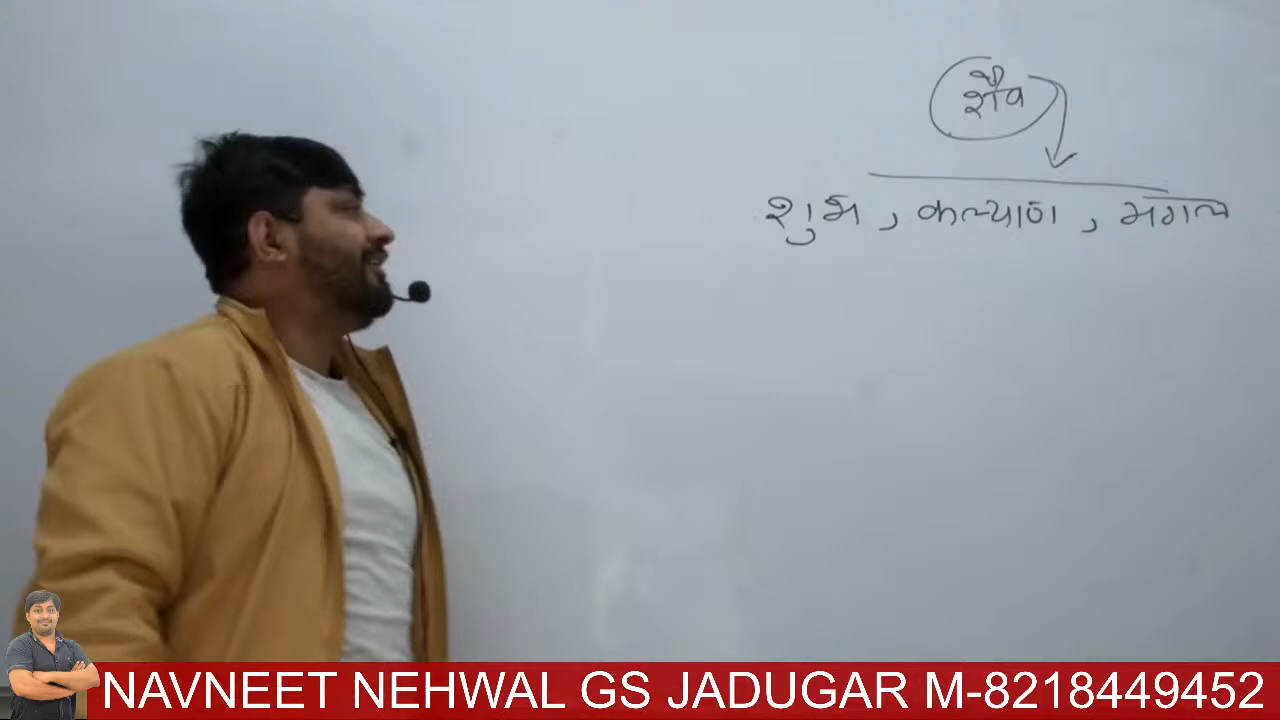 शैव
शुभ , कल्याण , मंगल
NAVNEET NEHWAL GS JADUGAR M-8218449452